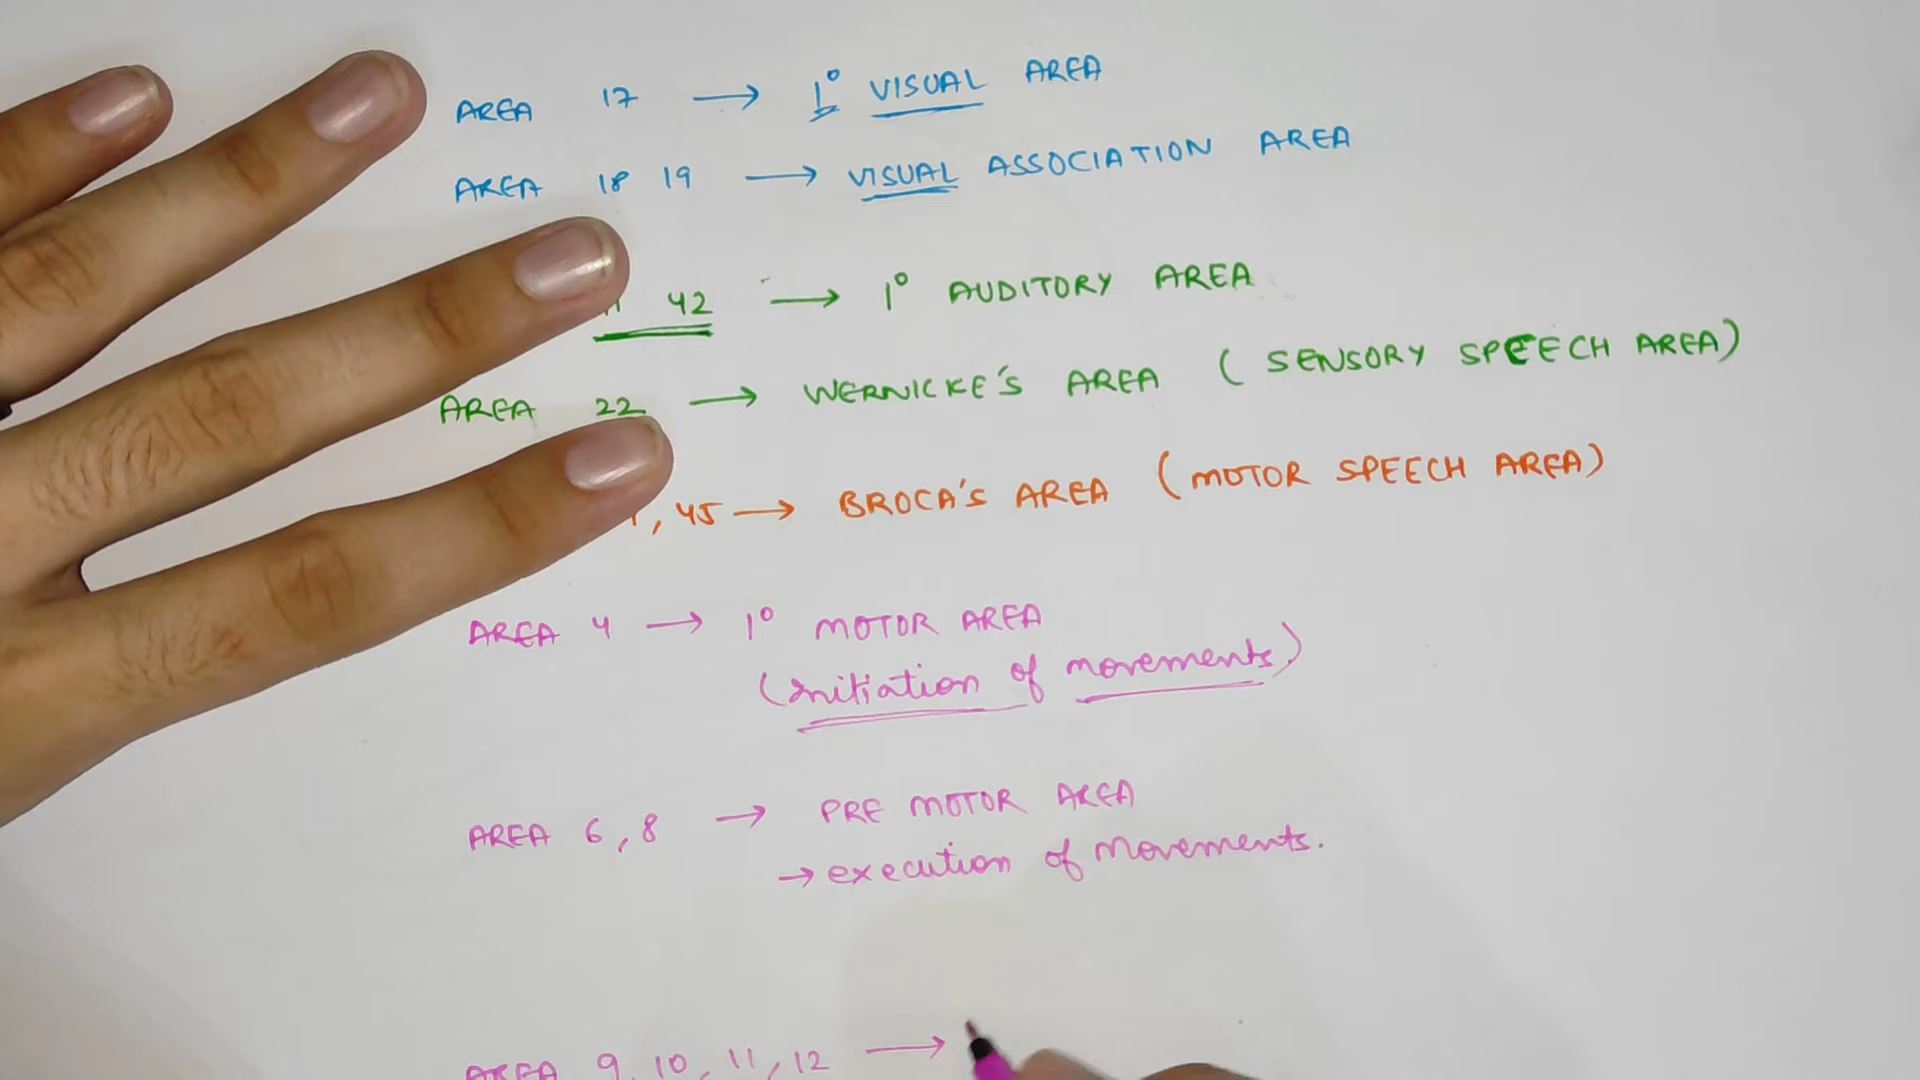 AREA 17 → 1° VISUAL AREA
AREA 18 19 → VISUAL ASSOCIATION AREA
42 → 1° AUDITORY AREA
AREA 22 → WERNICKE'S AREA (SENSORY SPEECH AREA)
, 45 → BROCA'S AREA (MOTOR SPEECH AREA)
AREA 4 → 1° MOTOR AREA
(initiation of movements)
AREA 6,8 → PRE MOTOR AREA
→ execution of movements.
AREA 9, 10, 11, 12 →